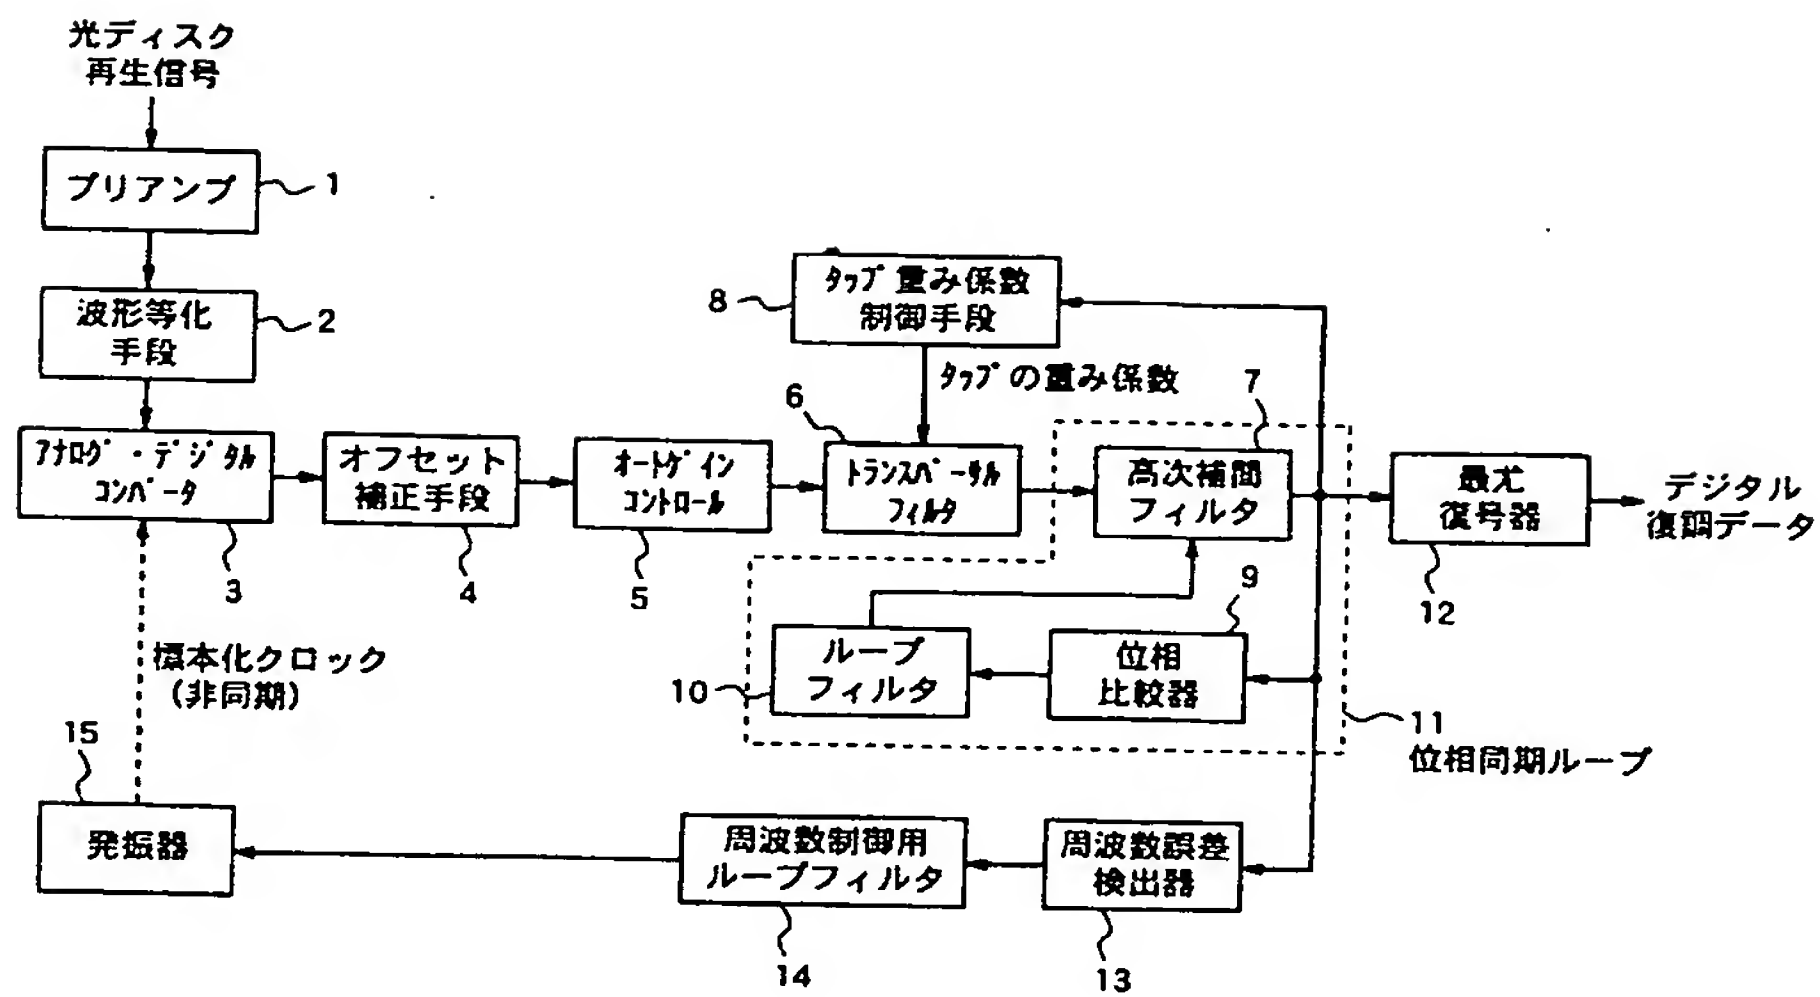 光ディスク
再生信号
プリアンプ
1
波形等化
手段
2
アナログ・デジタル
コンバータ
3
オフセット
補正手段
4
オートゲイン
コントロール
5
トランスバーサル
フィルタ
6
タップ重み係数
制御手段
8
タップの重み係数
高次補間
フィルタ
7
最尤
復号器
12
デジタル
復調データ
ループ
フィルタ
10
位相
比較器
9
11
位相同期ループ
標本化クロック
(非同期)
15
発振器
周波数制御用
ループフィルタ
14
周波数誤差
検出器
13